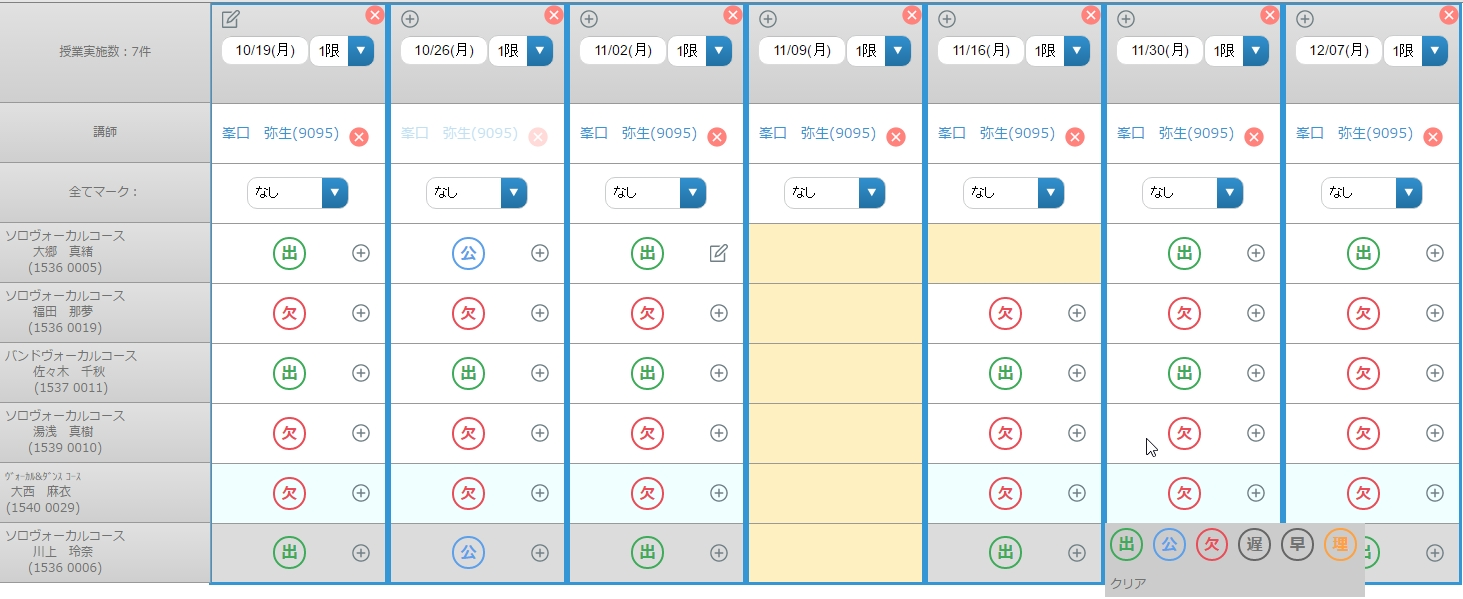 授業実施数：7件
10/19(月) 1限 ▼ 10/26(月) 1限 ▼ 11/02(月) 1限 ▼ 11/09(月) 1限 ▼ 11/16(月) 1限 ▼ 11/30(月) 1限 ▼ 12/07(月) 1限 ▼
講師 峯口　弥生(9095) 峯口　弥生(9095) 峯口　弥生(9095) 峯口　弥生(9095) 峯口　弥生(9095) 峯口　弥生(9095) 峯口　弥生(9095)
全てマーク： なし ▼ なし ▼ なし ▼ なし ▼ なし ▼ なし ▼ なし ▼
ソロヴォーカルコース
大郷　真緒 出 公 出 出 出
(1536 0005)
ソロヴォーカルコース
福田　那夢 欠 欠 欠 欠 欠 欠
(1536 0019)
バンドヴォーカルコース
佐々木　千秋 出 出 出 出 出 欠
(1537 0011)
ソロヴォーカルコース
湯浅　真樹 欠 欠 欠 欠 欠 欠
(1539 0010)
ｳﾞｫｰｶﾙ&ﾀﾞﾝｽ ｺｰｽ
大西　麻衣 欠 欠 欠 欠 欠 欠
(1540 0029)
ソロヴォーカルコース
川上　玲奈 出 公 出 出
(1536 0006)
出 公 欠 遅 早 理
クリア